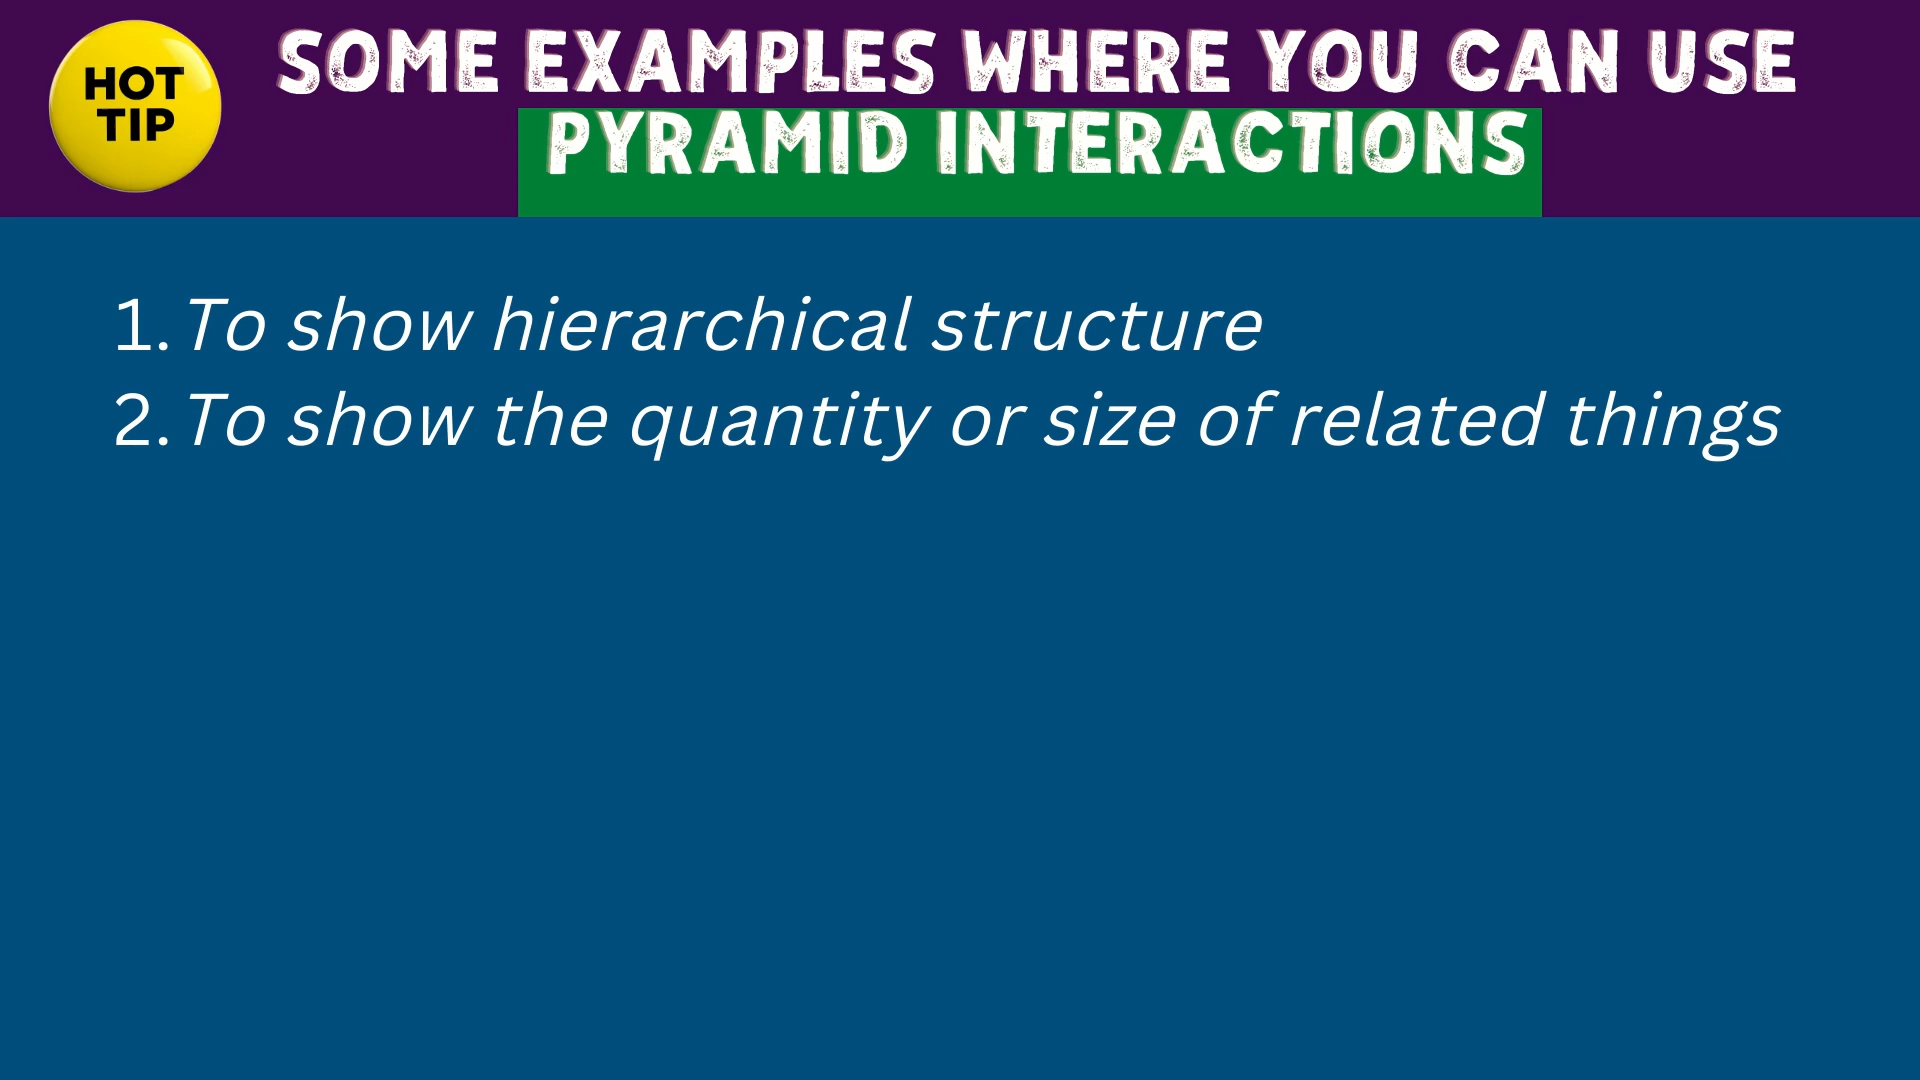 HOT
TIP
SOME EXAMPLES WHERE YOU CAN USE
PYRAMID INTERACTIONS
1. To show hierarchical structure
2. To show the quantity or size of related things